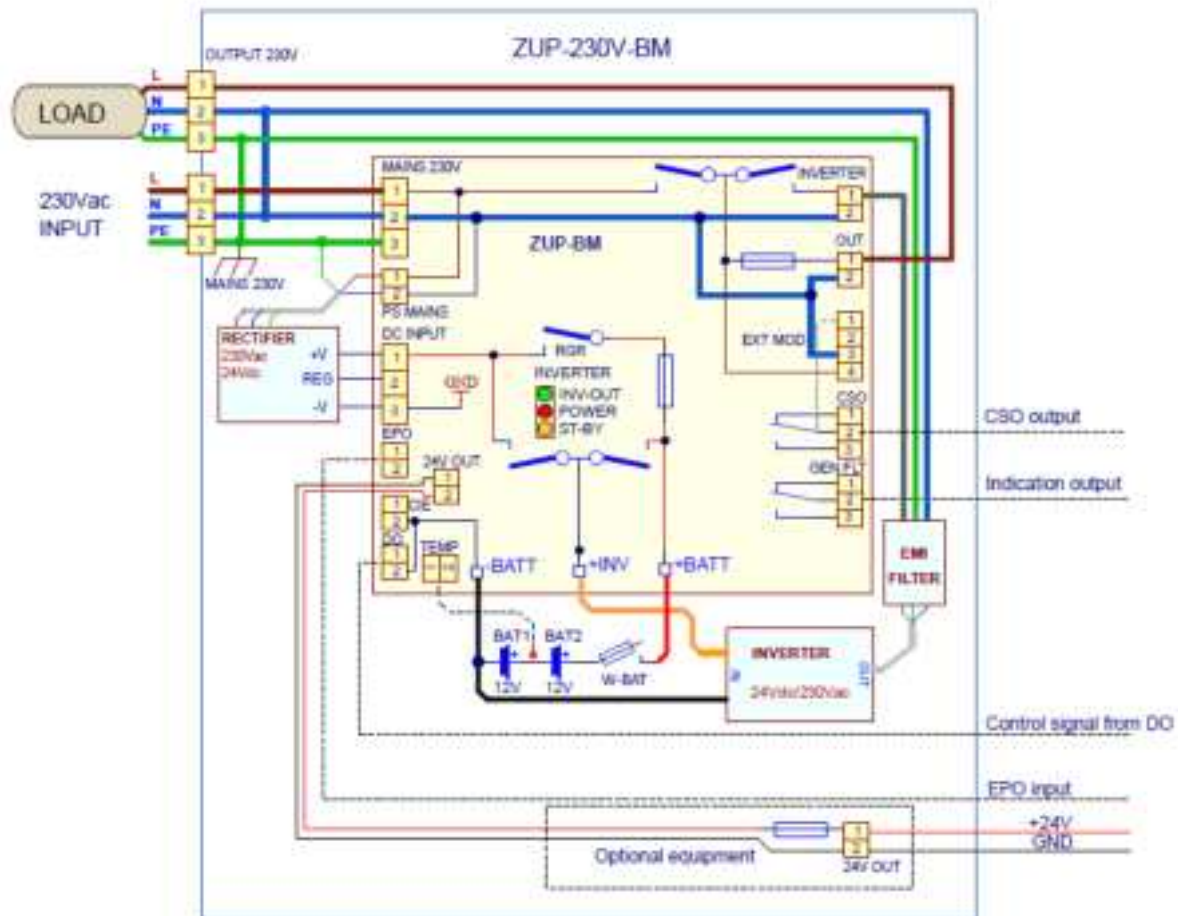 ZUP-230V-BM
OUTPUT 230V
L
1
LOAD
N
2
PE
3
230Vac
INPUT
L
1
N
2
PE
3
MAINS 230V
MAINS 230V
1
2
3
ZUP-BM
INVERTER
1
2
OUT
1
2
1
2
PS MAINS
EXT MOD
1
2
3
4
RECTIFIER
230Vac
24Vdc
+V
REG
-V
DC INPUT
1
2
3
GND
RGR
INVERTER
INV-OUT
POWER
ST-BY
CSO
1
2
3
CSO output
GEN.FLT
1
2
3
Indication output
EPO
1
2
24V OUT
1
2
1
2
1
2
TEMP
-BATT
+INV
+BATT
EMI
FILTER
BAT1
+
12V
BAT2
+
12V
W-BAT
INVERTER
24Vdc/230Vac
OUT
Control signal from DO
EPO input
+24V
GND
1
2
24V OUT
Optional equipment